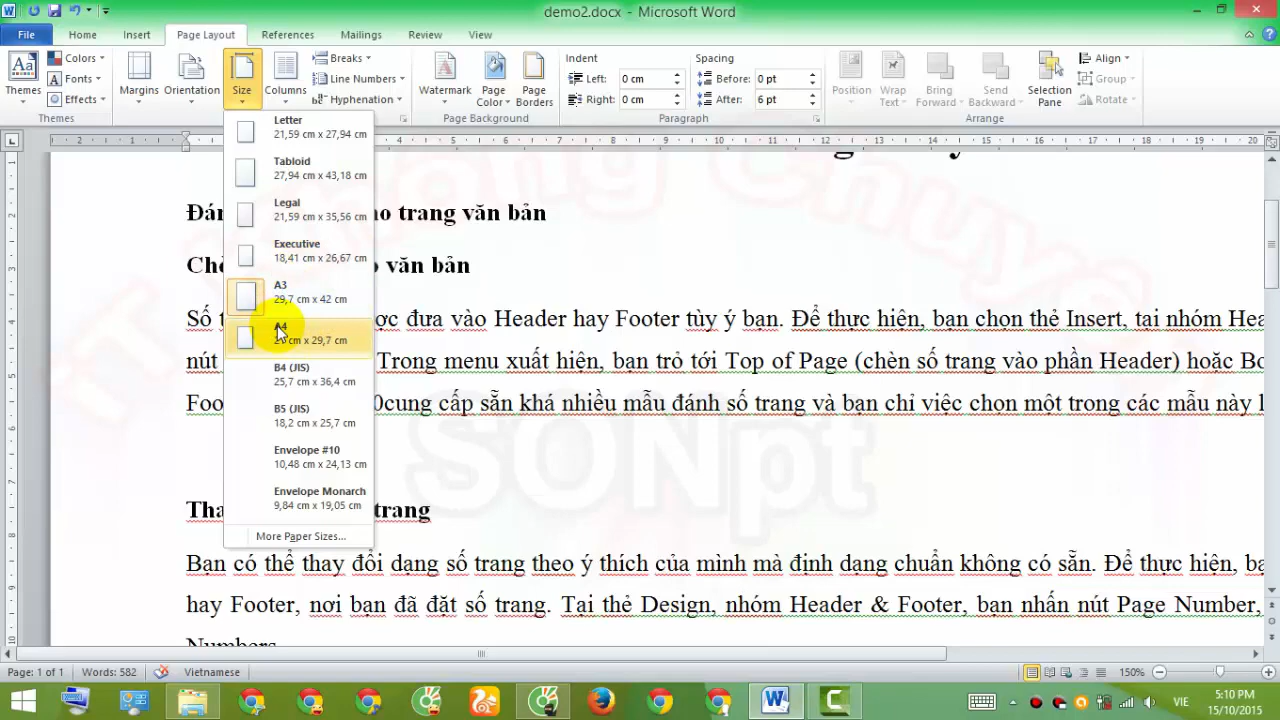 demo2.docx - Microsoft Word
File Home Insert Page Layout References Mailings Review View
Themes
Colors
Fonts
Effects
Themes
Margins
Orientation
Size
Columns
Breaks
Line Numbers
Hyphenation
Watermark
Page Color
Page Borders
Page Background
Indent
Left: 0 cm
Right: 0 cm
Spacing
Before: 0 pt
After: 6 pt
Paragraph
Position
Wrap Text
Bring Forward
Send Backward
Selection Pane
Align
Group
Rotate
Arrange
Letter
21,59 cm x 27,94 cm
Tabloid
27,94 cm x 43,18 cm
Legal
21,59 cm x 35,56 cm
Executive
18,41 cm x 26,67 cm
A3
29,7 cm x 42 cm
A4
cm x 29,7 cm
B4 (JIS)
25,7 cm x 36,4 cm
B5 (JIS)
18,2 cm x 25,7 cm
Envelope #10
10,48 cm x 24,13 cm
Envelope Monarch
9,84 cm x 19,05 cm
More Paper Sizes...
trang văn bản
văn bản
Số đưa vào Header hay Footer tùy ý bạn. Để thực hiện, bạn chọn thẻ Insert, tại nhóm
nút Trong menu xuất hiện, bạn trỏ tới Top of Page (chèn số trang vào phần Header) hoặc
0cung cấp sẵn khá nhiều mẫu đánh số trang và bạn chỉ việc chọn một trong các mẫu này
trang
Bạn có thể thay đổi dạng số trang theo ý thích của mình mà định dạng chuẩn không có sẵn. Để thực hiện,
hay Footer, nơi bạn đã đặt số trang. Tại thẻ Design, nhóm Header & Footer, bạn nhấn nút Page Number,
Numbers
SONpt
Page: 1 of 1 Words: 582 Vietnamese 150%
VIE
5:10 PM
15/10/2015